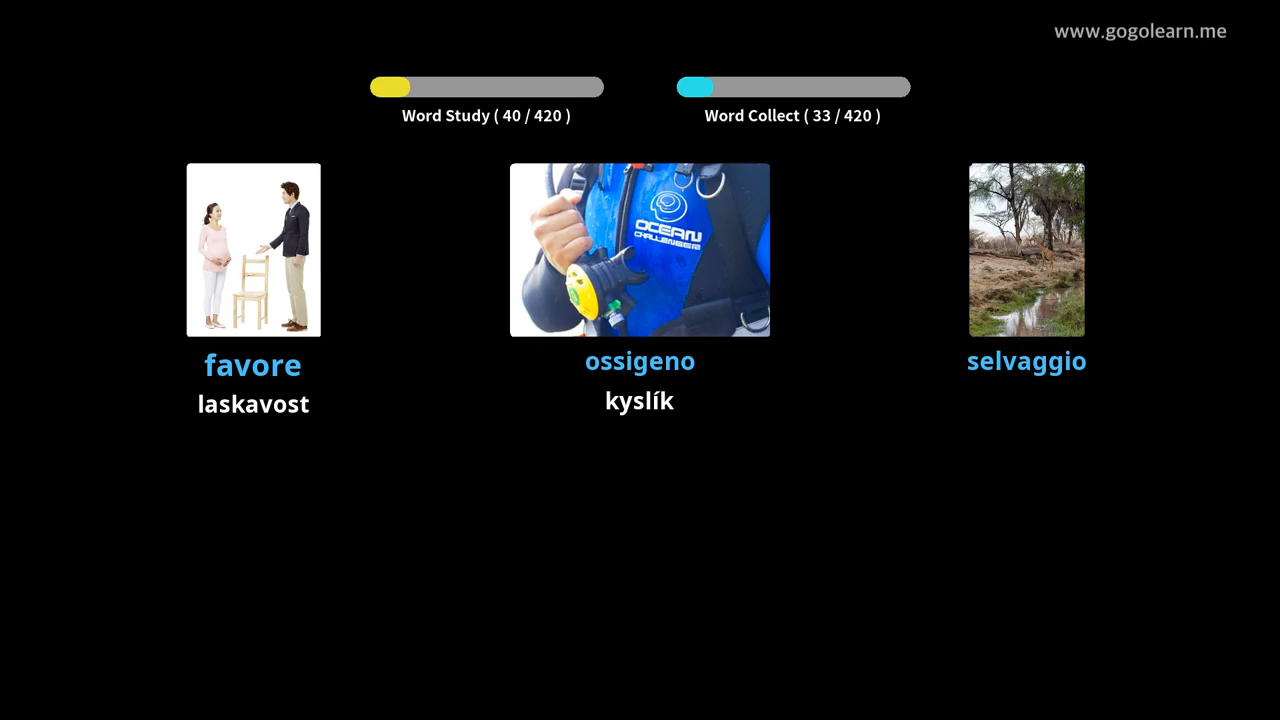 www.gogolearn.me
Word Study ( 40 / 420 )
Word Collect ( 33 / 420 )
OCEAN
CHALLENGER
favore
laskavost
ossigeno
kyslík
selvaggio